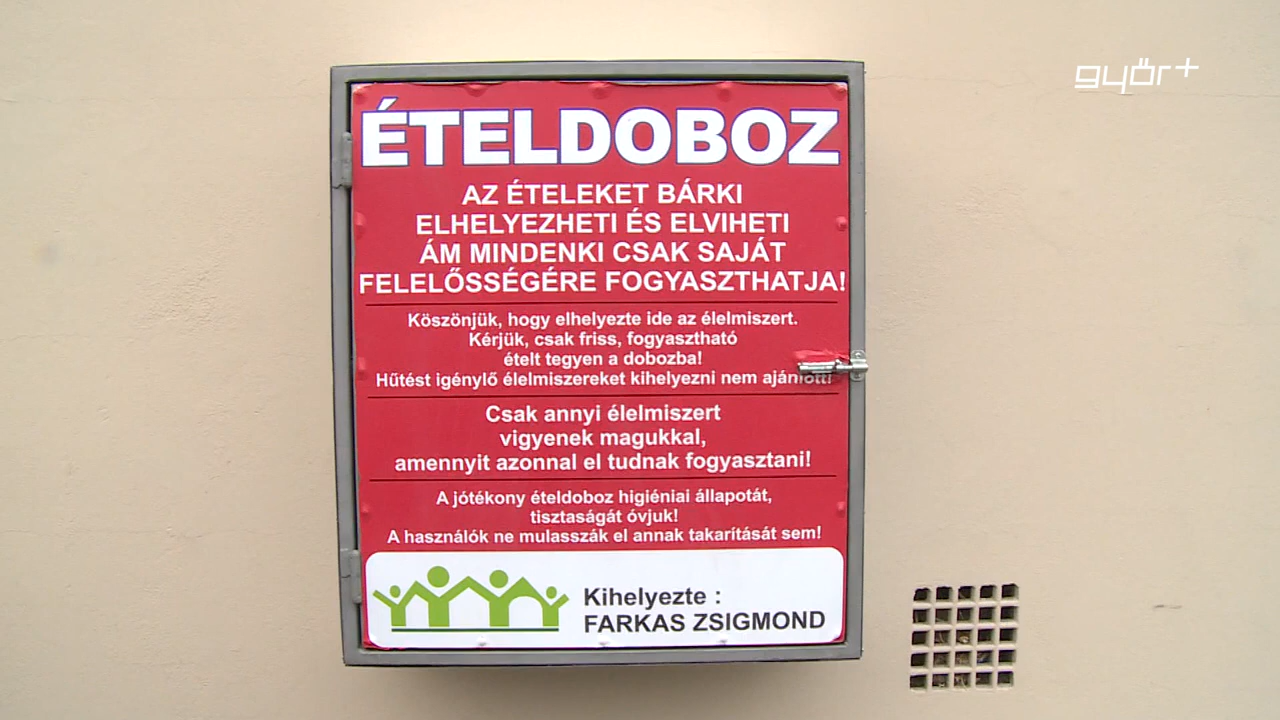 győr+
ÉTELDOBOZ
AZ ÉTELEKET BÁRKI
ELHELYEZHETI ÉS ELVIHETI
ÁM MINDENKI CSAK SAJÁT
FELELŐSSÉGÉRE FOGYASZTHATJA!
Köszönjük, hogy elhelyezte ide az élelmiszert.
Kérjük, csak friss, fogyasztható
ételt tegyen a dobozba!
Hűtést igénylő élelmiszereket kihelyezni nem ajánlott!
Csak annyi élelmiszert
vigyenek magukkal,
amennyit azonnal el tudnak fogyasztani!
A jótékony ételdoboz higiéniai állapotát,
tisztaságát óvjuk!
A használók ne mulasszák el annak takarítását sem!
Kihelyezte :
FARKAS ZSIGMOND